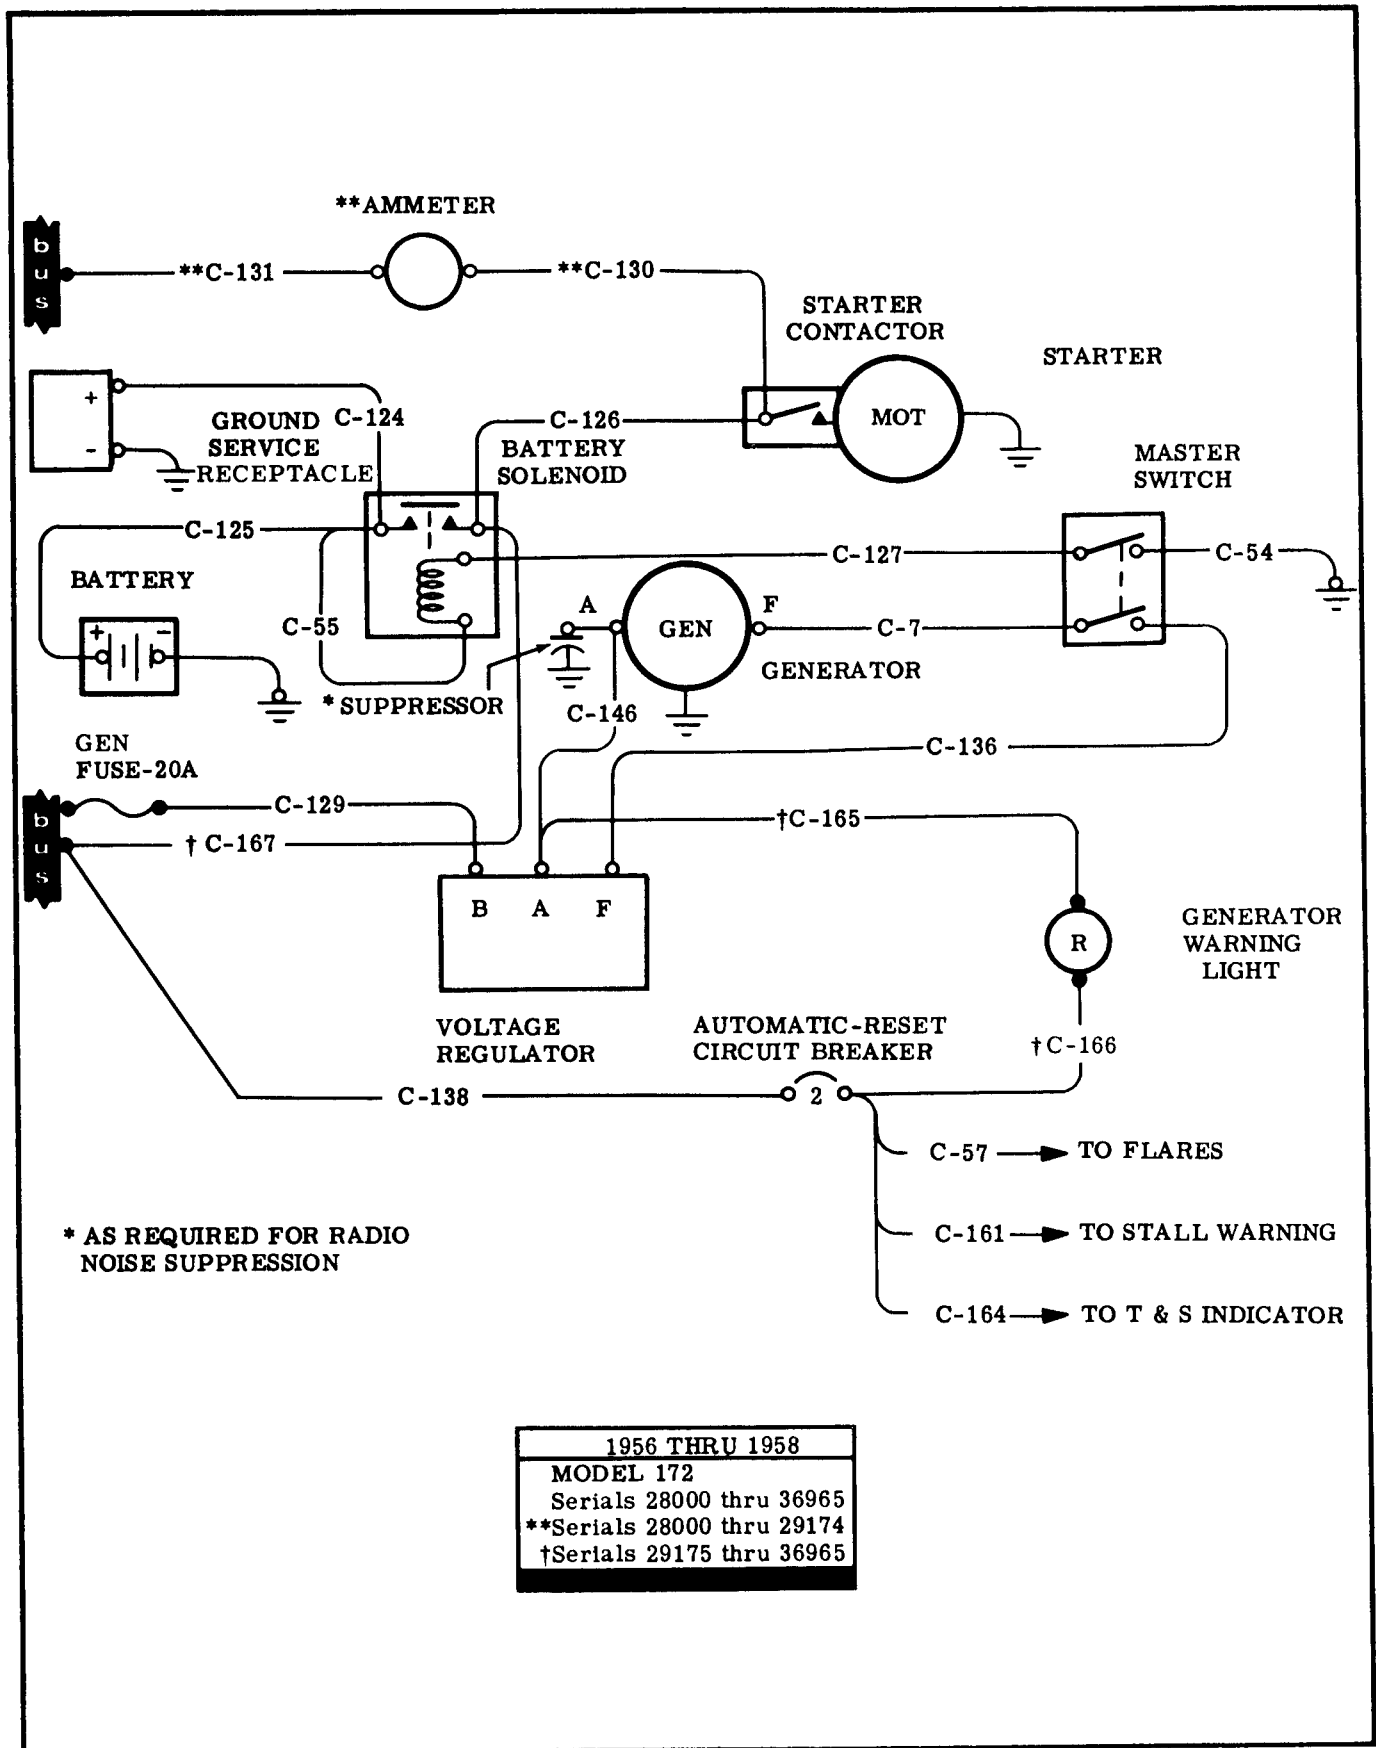 **AMMETER
bus
**C-131
**C-130
STARTER
CONTACTOR
STARTER
MOT
+
-
GROUND
SERVICE
RECEPTACLE
C-124
C-126
BATTERY
SOLENOID
MASTER
SWITCH
C-125
C-127
C-54
BATTERY
+ -
C-55
A
GEN
F
C-7
GENERATOR
*SUPPRESSOR
C-146
C-136
GEN
FUSE-20A
bus
C-129
†C-165
† C-167
B A F
R
GENERATOR
WARNING
LIGHT
VOLTAGE
REGULATOR
AUTOMATIC-RESET
CIRCUIT BREAKER
†C-166
C-138
2
C-57
TO FLARES
C-161
TO STALL WARNING
C-164
TO T & S INDICATOR
* AS REQUIRED FOR RADIO
NOISE SUPPRESSION
1956 THRU 1958
MODEL 172
Serials 28000 thru 36965
**Serials 28000 thru 29174
†Serials 29175 thru 36965